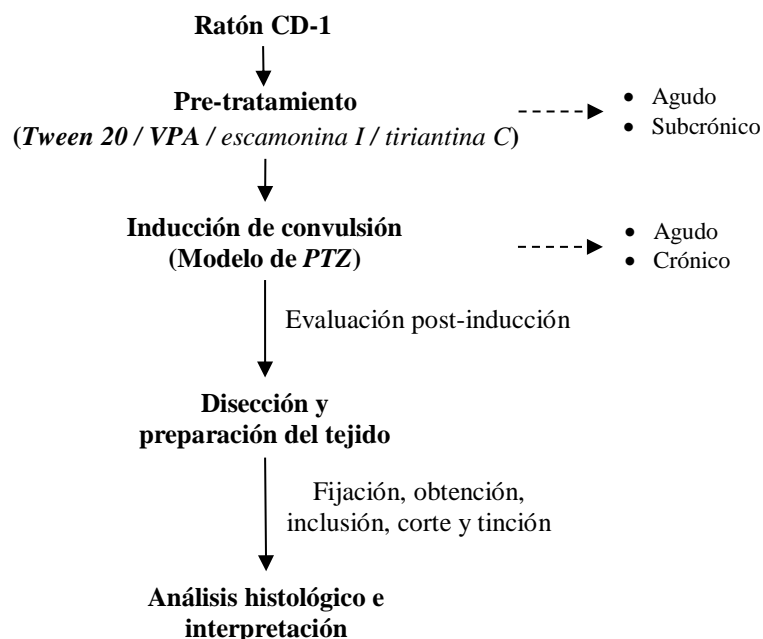 Ratón CD-1
Pre-tratamiento
(Tween 20 / VPA / escamonina I / tiriantina C)
• Agudo
• Subcrónico
Inducción de convulsión
(Modelo de PTZ)
• Agudo
• Crónico
Evaluación post-inducción
Disección y
preparación del tejido
Fijación, obtención,
inclusión, corte y tinción
Análisis histológico e
interpretación